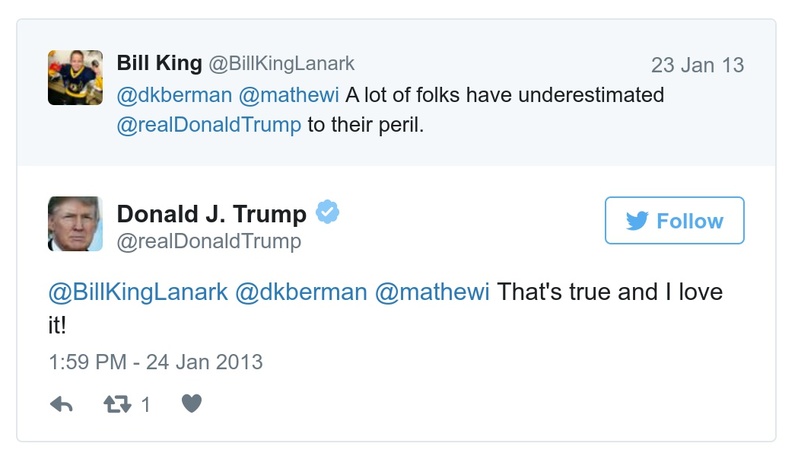 Bill King @BillKingLanark 23 Jan 13
@dkberman @mathewi A lot of folks have underestimated
@realDonaldTrump to their peril.
Donald J. Trump
@realDonaldTrump
Follow
@BillKingLanark @dkberman @mathewi That's true and I love
it!
1:59 PM - 24 Jan 2013
1